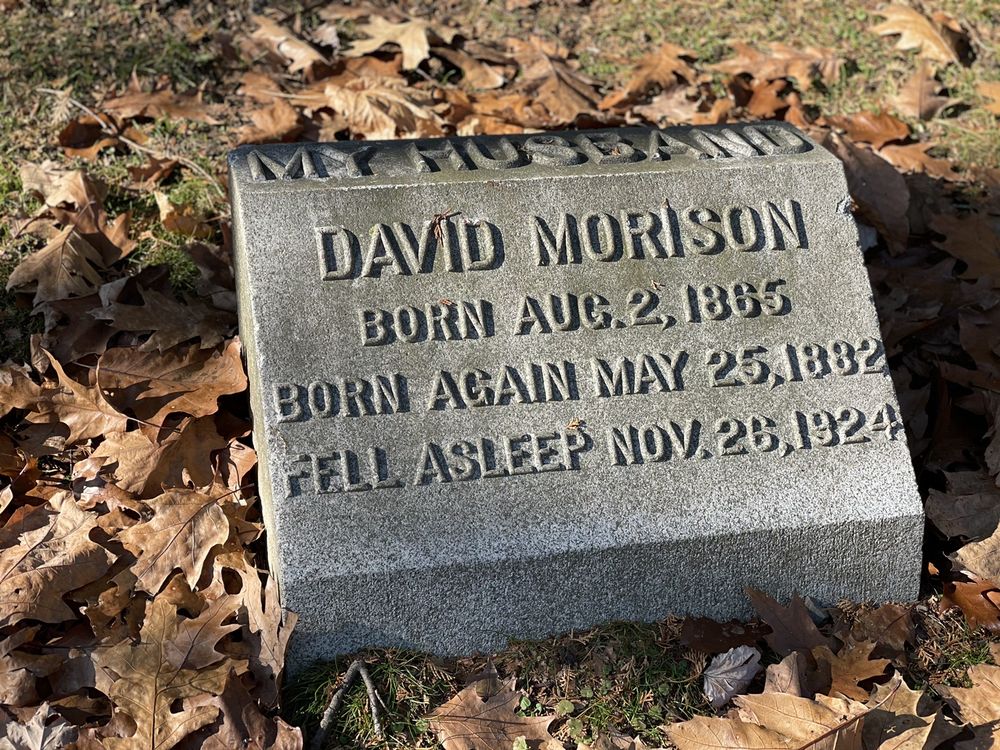 MY HUSBAND
DAVID MORISON
BORN AUG. 2, 1865
BORN AGAIN MAY 25, 1882
FELL ASLEEP NOV. 26, 1924